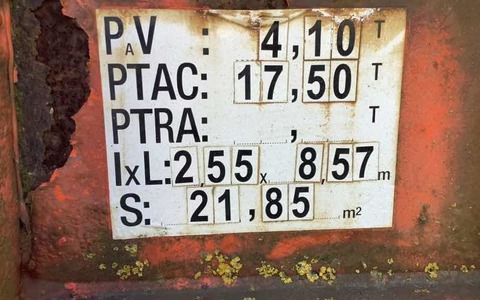 PAV : 4,10 T
PTAC: 17,50 T
PTRA: , T
IxL: 2,55 x 8,57 m
S: 21,85 m²